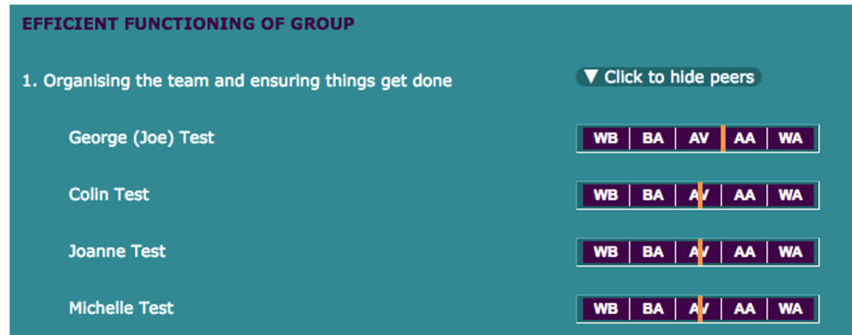 EFFICIENT FUNCTIONING OF GROUP
1. Organising the team and ensuring things get done ▼ Click to hide peers
George (Joe) Test WB BA AV AA WA
Colin Test WB BA AV AA WA
Joanne Test WB BA AV AA WA
Michelle Test WB BA AV AA WA